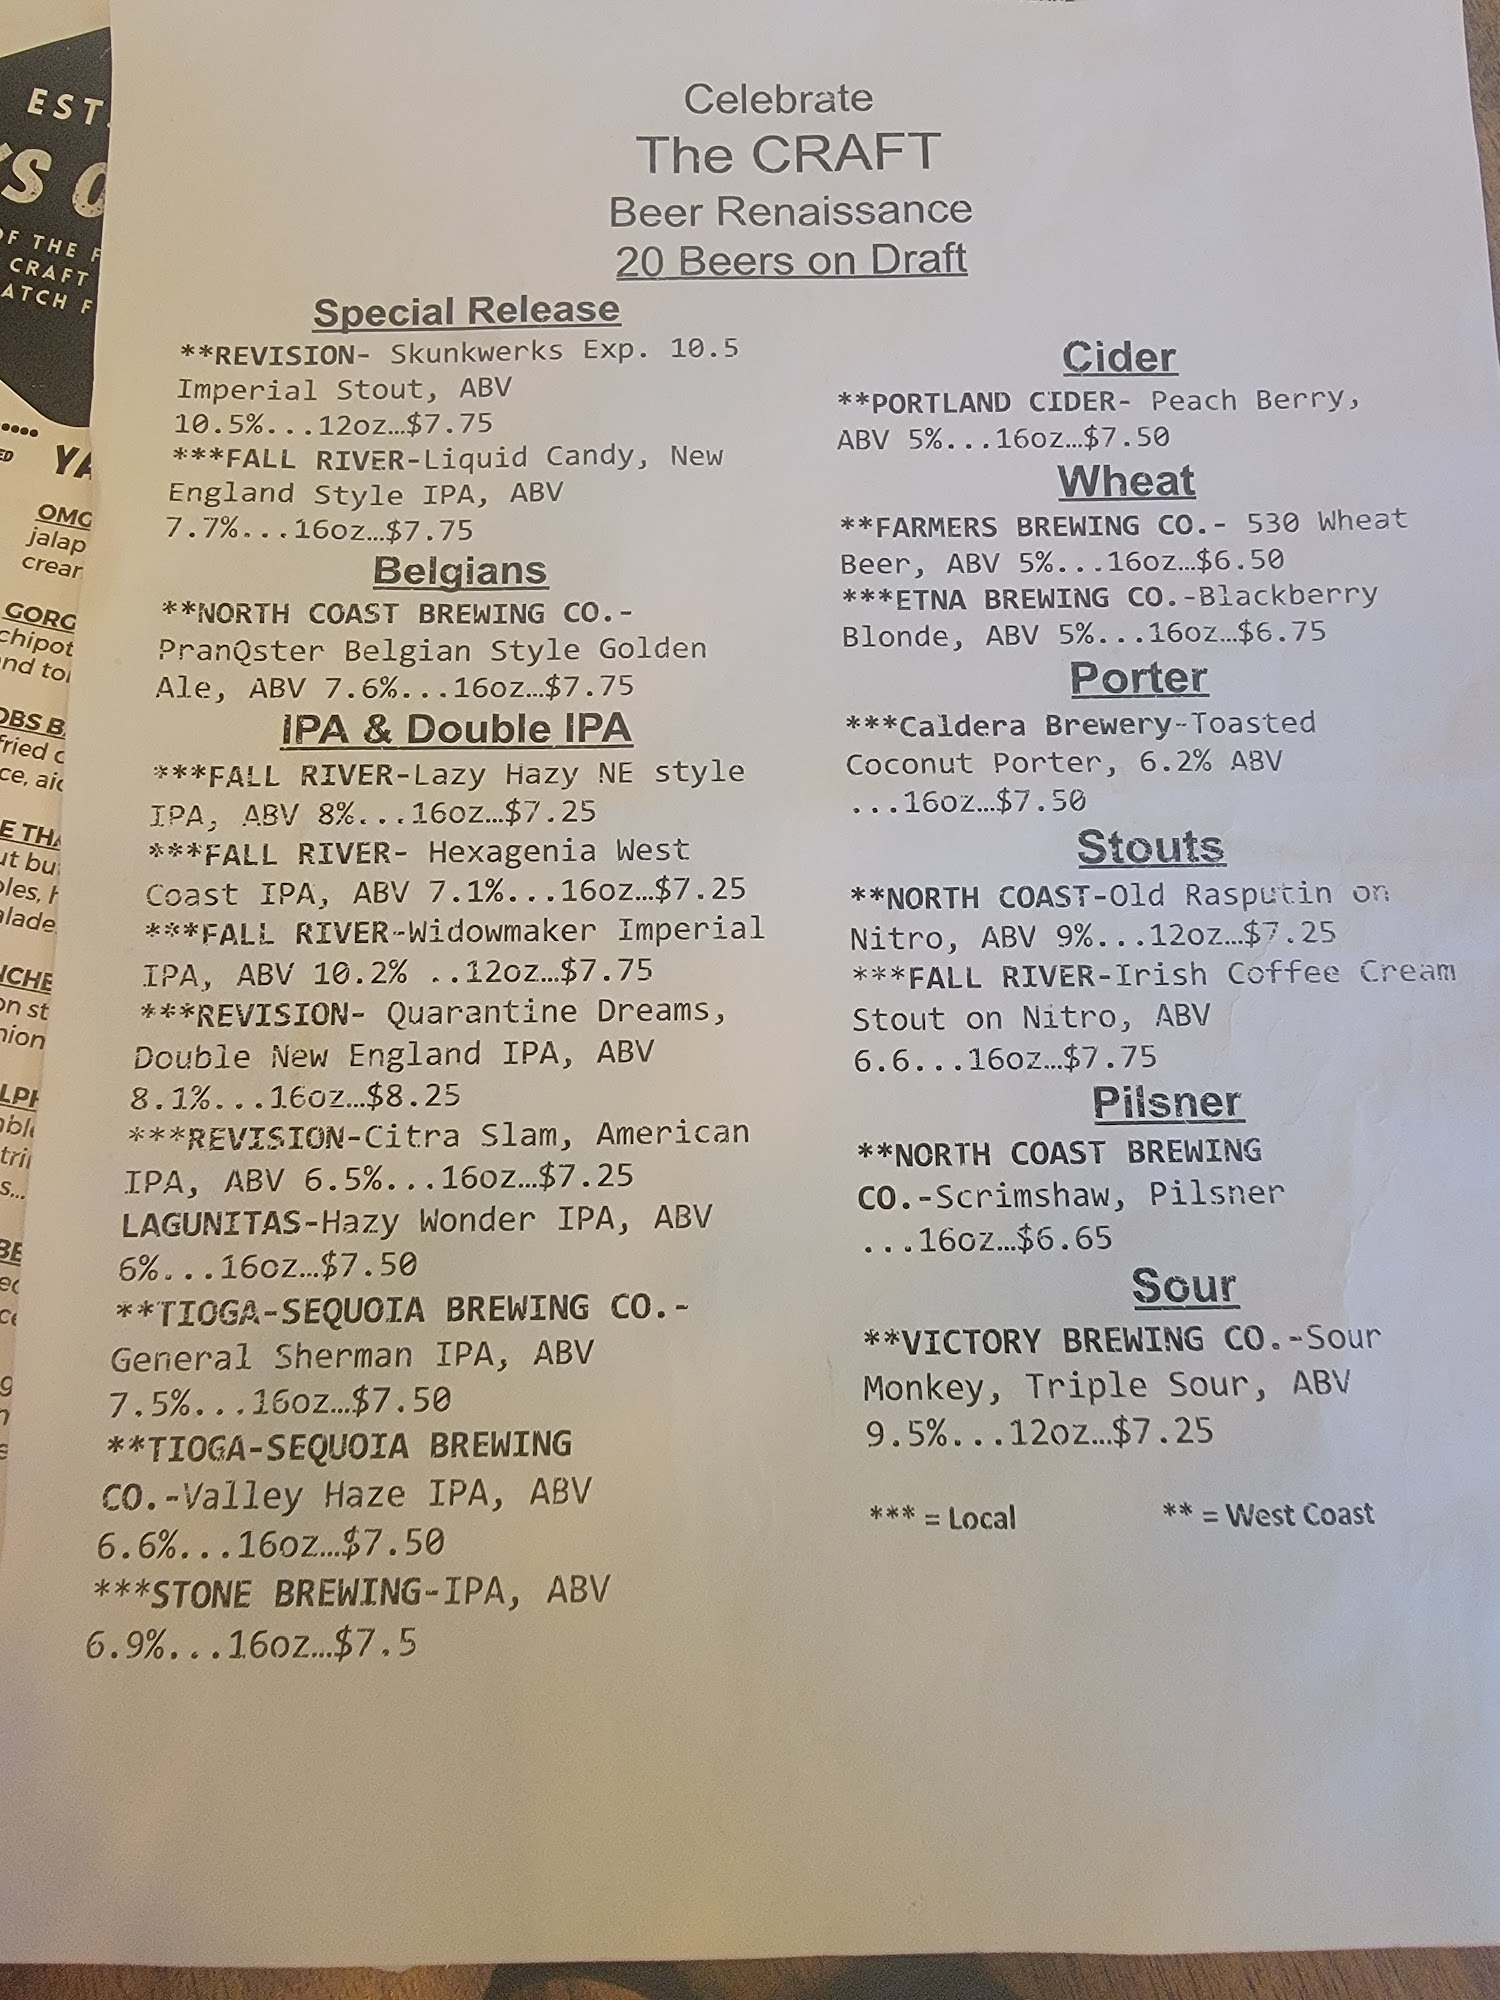 EST.
'S
OF THE
CRAFT
OMG
jalap
crear
GORG
chipot
nd to
fried
Celebrate
The CRAFT
Beer Renaissance
20 Beers on Draft
Special Release
**REVISION- Skunkwerks Exp. 10.5
Imperial Stout, ABV
10.5%...12oz…$7.75
***FALL RIVER-Liquid Candy, New
England Style IPA, ABV
7.7%...16oz…$7.75
Belgians
**NORTH COAST BREWING CO.-
PranQster Belgian Style Golden
Ale, ABV 7.6%...16oz…$7.75
IPA & Double IPA
***FALL RIVER-Lazy Hazy NE style
IPA, ABV 8%...16oz…$7.25
***FALL RIVER- Hexagenia West
Coast IPA, ABV 7.1%...16oz…$7.25
***FALL RIVER-Widowmaker Imperial
IPA, ABV 10.2% ..12oz…$7.75
***REVISION- Quarantine Dreams,
Double New England IPA, ABV
8.1%...16oz…$8.25
***REVISION-Citra Slam, American
IPA, ABV 6.5%...16oz…$7.25
LAGUNITAS-Hazy Wonder IPA, ABV
6%...16oz…$7.50
**TIOGA-SEQUOIA BREWING CO.-
General Sherman IPA, ABV
7.5%...16oz…$7.50
**TIOGA-SEQUOIA BREWING
CO.-Valley Haze IPA, ABV
6.6%...16oz…$7.50
***STONE BREWING-IPA, ABV
6.9%...16oz…$7.5
Cider
**PORTLAND CIDER- Peach Berry,
ABV 5%...16oz…$7.50
Wheat
**FARMERS BREWING CO.- 530 Wheat
Beer, ABV 5%...16oz…$6.50
***ETNA BREWING CO.-Blackberry
Blonde, ABV 5%...16oz…$6.75
Porter
***Caldera Brewery-Toasted
Coconut Porter, 6.2% ABV
...16oz…$7.50
Stouts
**NORTH COAST-Old Rasputin on
Nitro, ABV 9%...12oz…$7.25
***FALL RIVER-Irish Coffee Cream
Stout on Nitro, ABV
6.6...16oz…$7.75
Pilsner
**NORTH COAST BREWING
CO.-Scrimshaw, Pilsner
...16oz…$6.65
Sour
**VICTORY BREWING CO.-Sour
Monkey, Triple Sour, ABV
9.5%...12oz…$7.25
*** = Local ** = West Coast